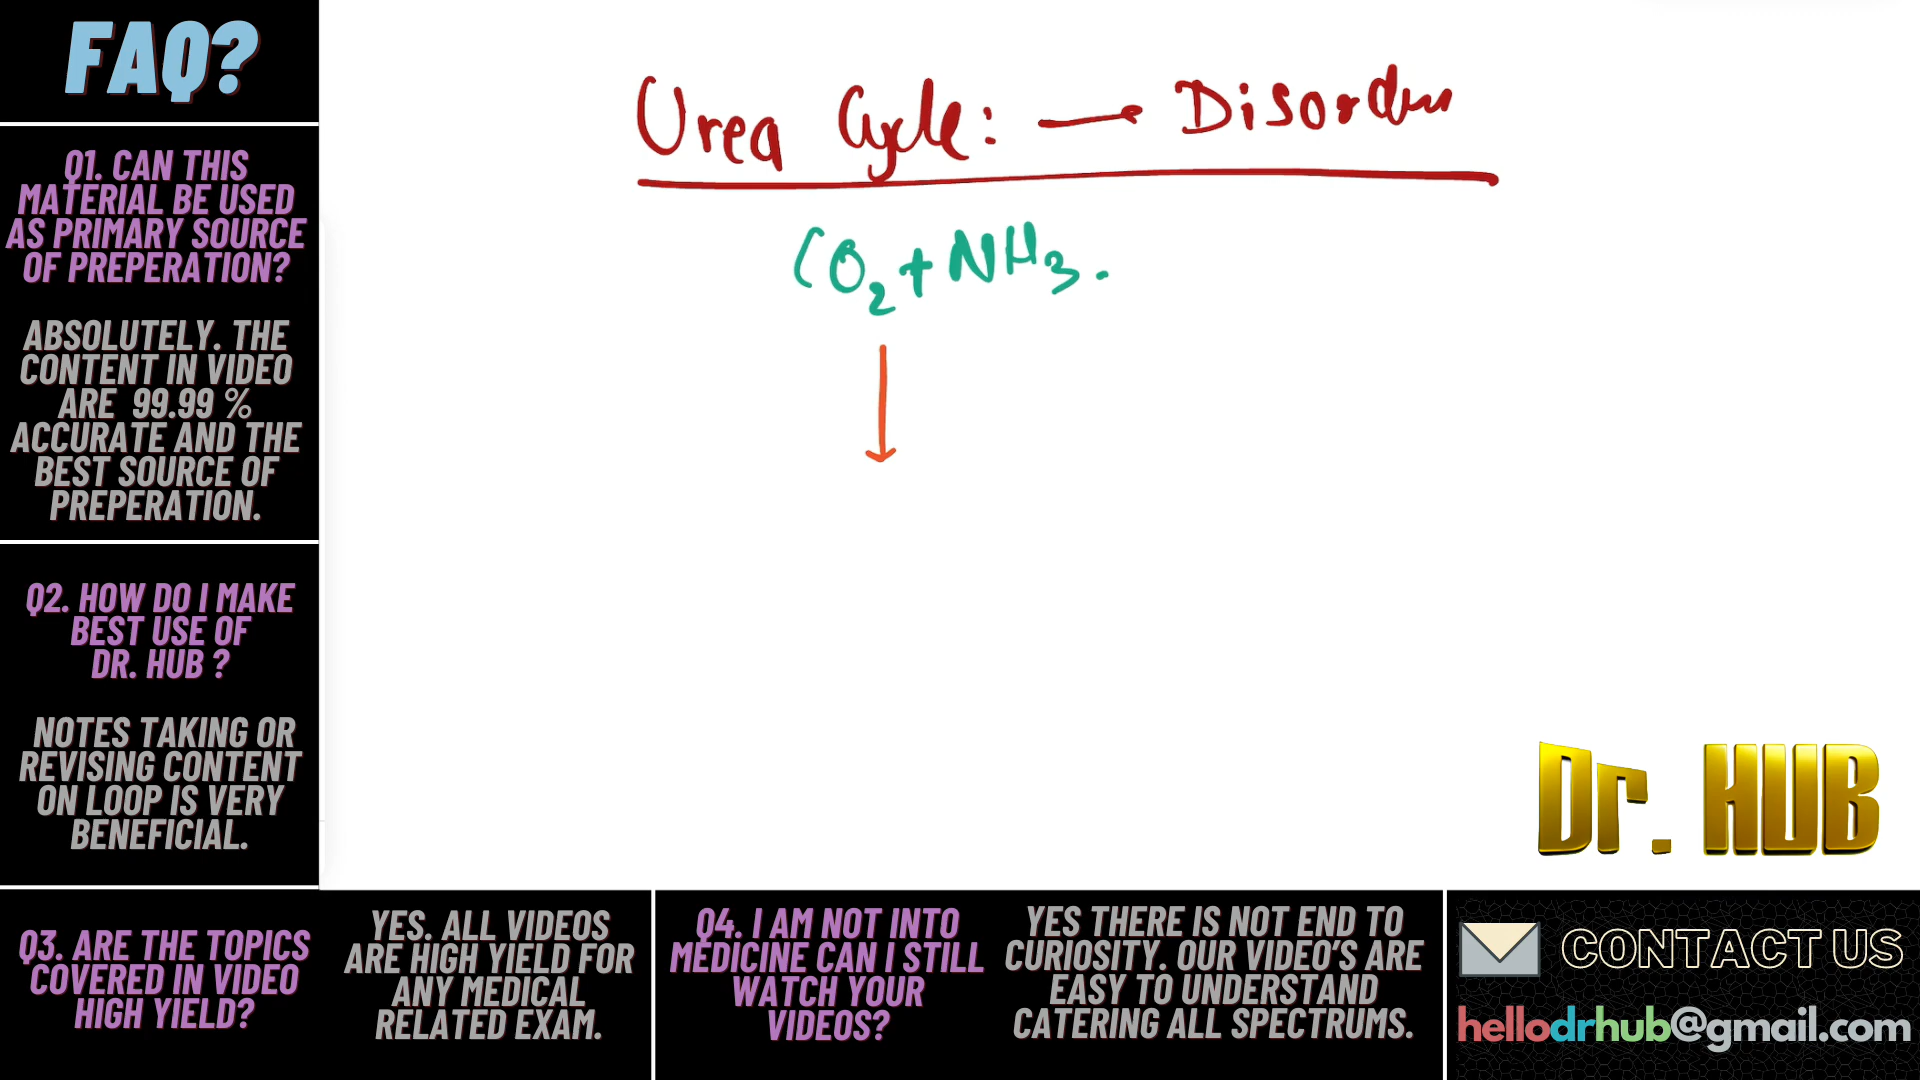 FAQ?
Q1. CAN THIS
MATERIAL BE USED
AS PRIMARY SOURCE
OF PREPERATION?
ABSOLUTELY. THE
CONTENT IN VIDEO
ARE 99.99 %
ACCURATE AND THE
BEST SOURCE OF
PREPERATION.
Q2. HOW DO I MAKE
BEST USE OF
DR. HUB ?
NOTES TAKING OR
REVISING CONTENT
ON LOOP IS VERY
BENEFICIAL.
Urea Cycle: → Disorders
CO₂ + NH₃.
↓
Dr. HUB
Q3. ARE THE TOPICS
COVERED IN VIDEO
HIGH YIELD?
YES. ALL VIDEOS
ARE HIGH YIELD FOR
ANY MEDICAL
RELATED EXAM.
Q4. I AM NOT INTO
MEDICINE CAN I STILL
WATCH YOUR
VIDEOS?
YES THERE IS NOT END TO
CURIOSITY. OUR VIDEO'S ARE
EASY TO UNDERSTAND
CATERING ALL SPECTRUMS.
CONTACT US
hellodrhub@gmail.com